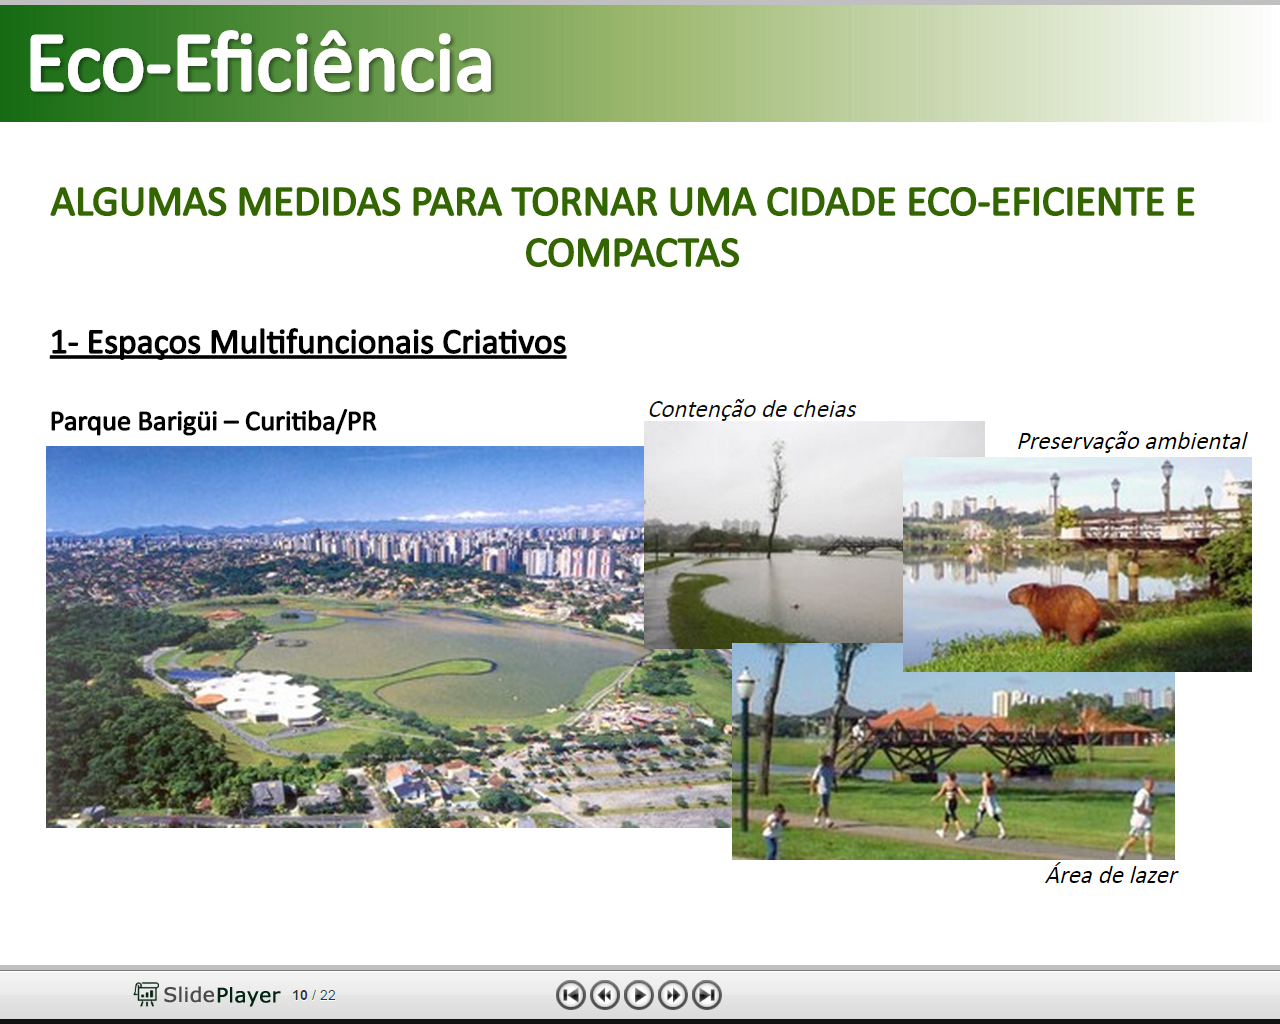 Eco-Eficiência
ALGUMAS MEDIDAS PARA TORNAR UMA CIDADE ECO-EFICIENTE E
COMPACTAS
1- Espaços Multifuncionais Criativos
Parque Barigüi – Curitiba/PR
Contenção de cheias
Preservação ambiental
Área de lazer
SlidePlayer 10 / 22